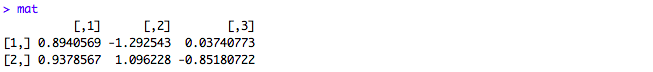 > mat
[,1] [,2] [,3]
[1,] 0.8940569 -1.292543 0.03740773
[2,] 0.9378567 1.096228 -0.85180722